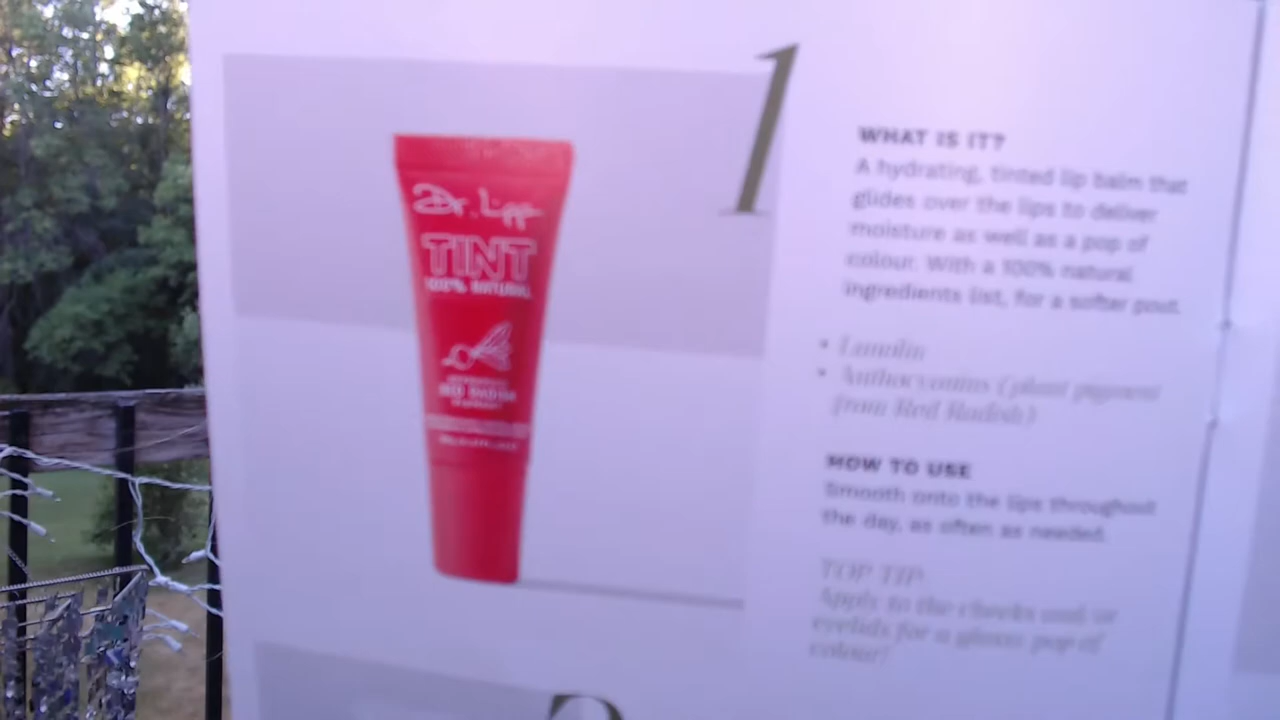 1
Dr. Lipp
TINT
100% NATURAL
WHAT IS IT?
A hydrating, tinted lip balm that
glides over the lips to deliver
moisture as well as a pop of
colour. With a 100% natural
ingredients list, for a softer pout.
• Lanolin
• Anthocyanins (plant pigment
from Red Radish)
HOW TO USE
Smooth onto the lips throughout
the day, as often as needed.
TOP TIP:
Apply to the cheeks and/or
eyelids for a glossy pop of
colour!